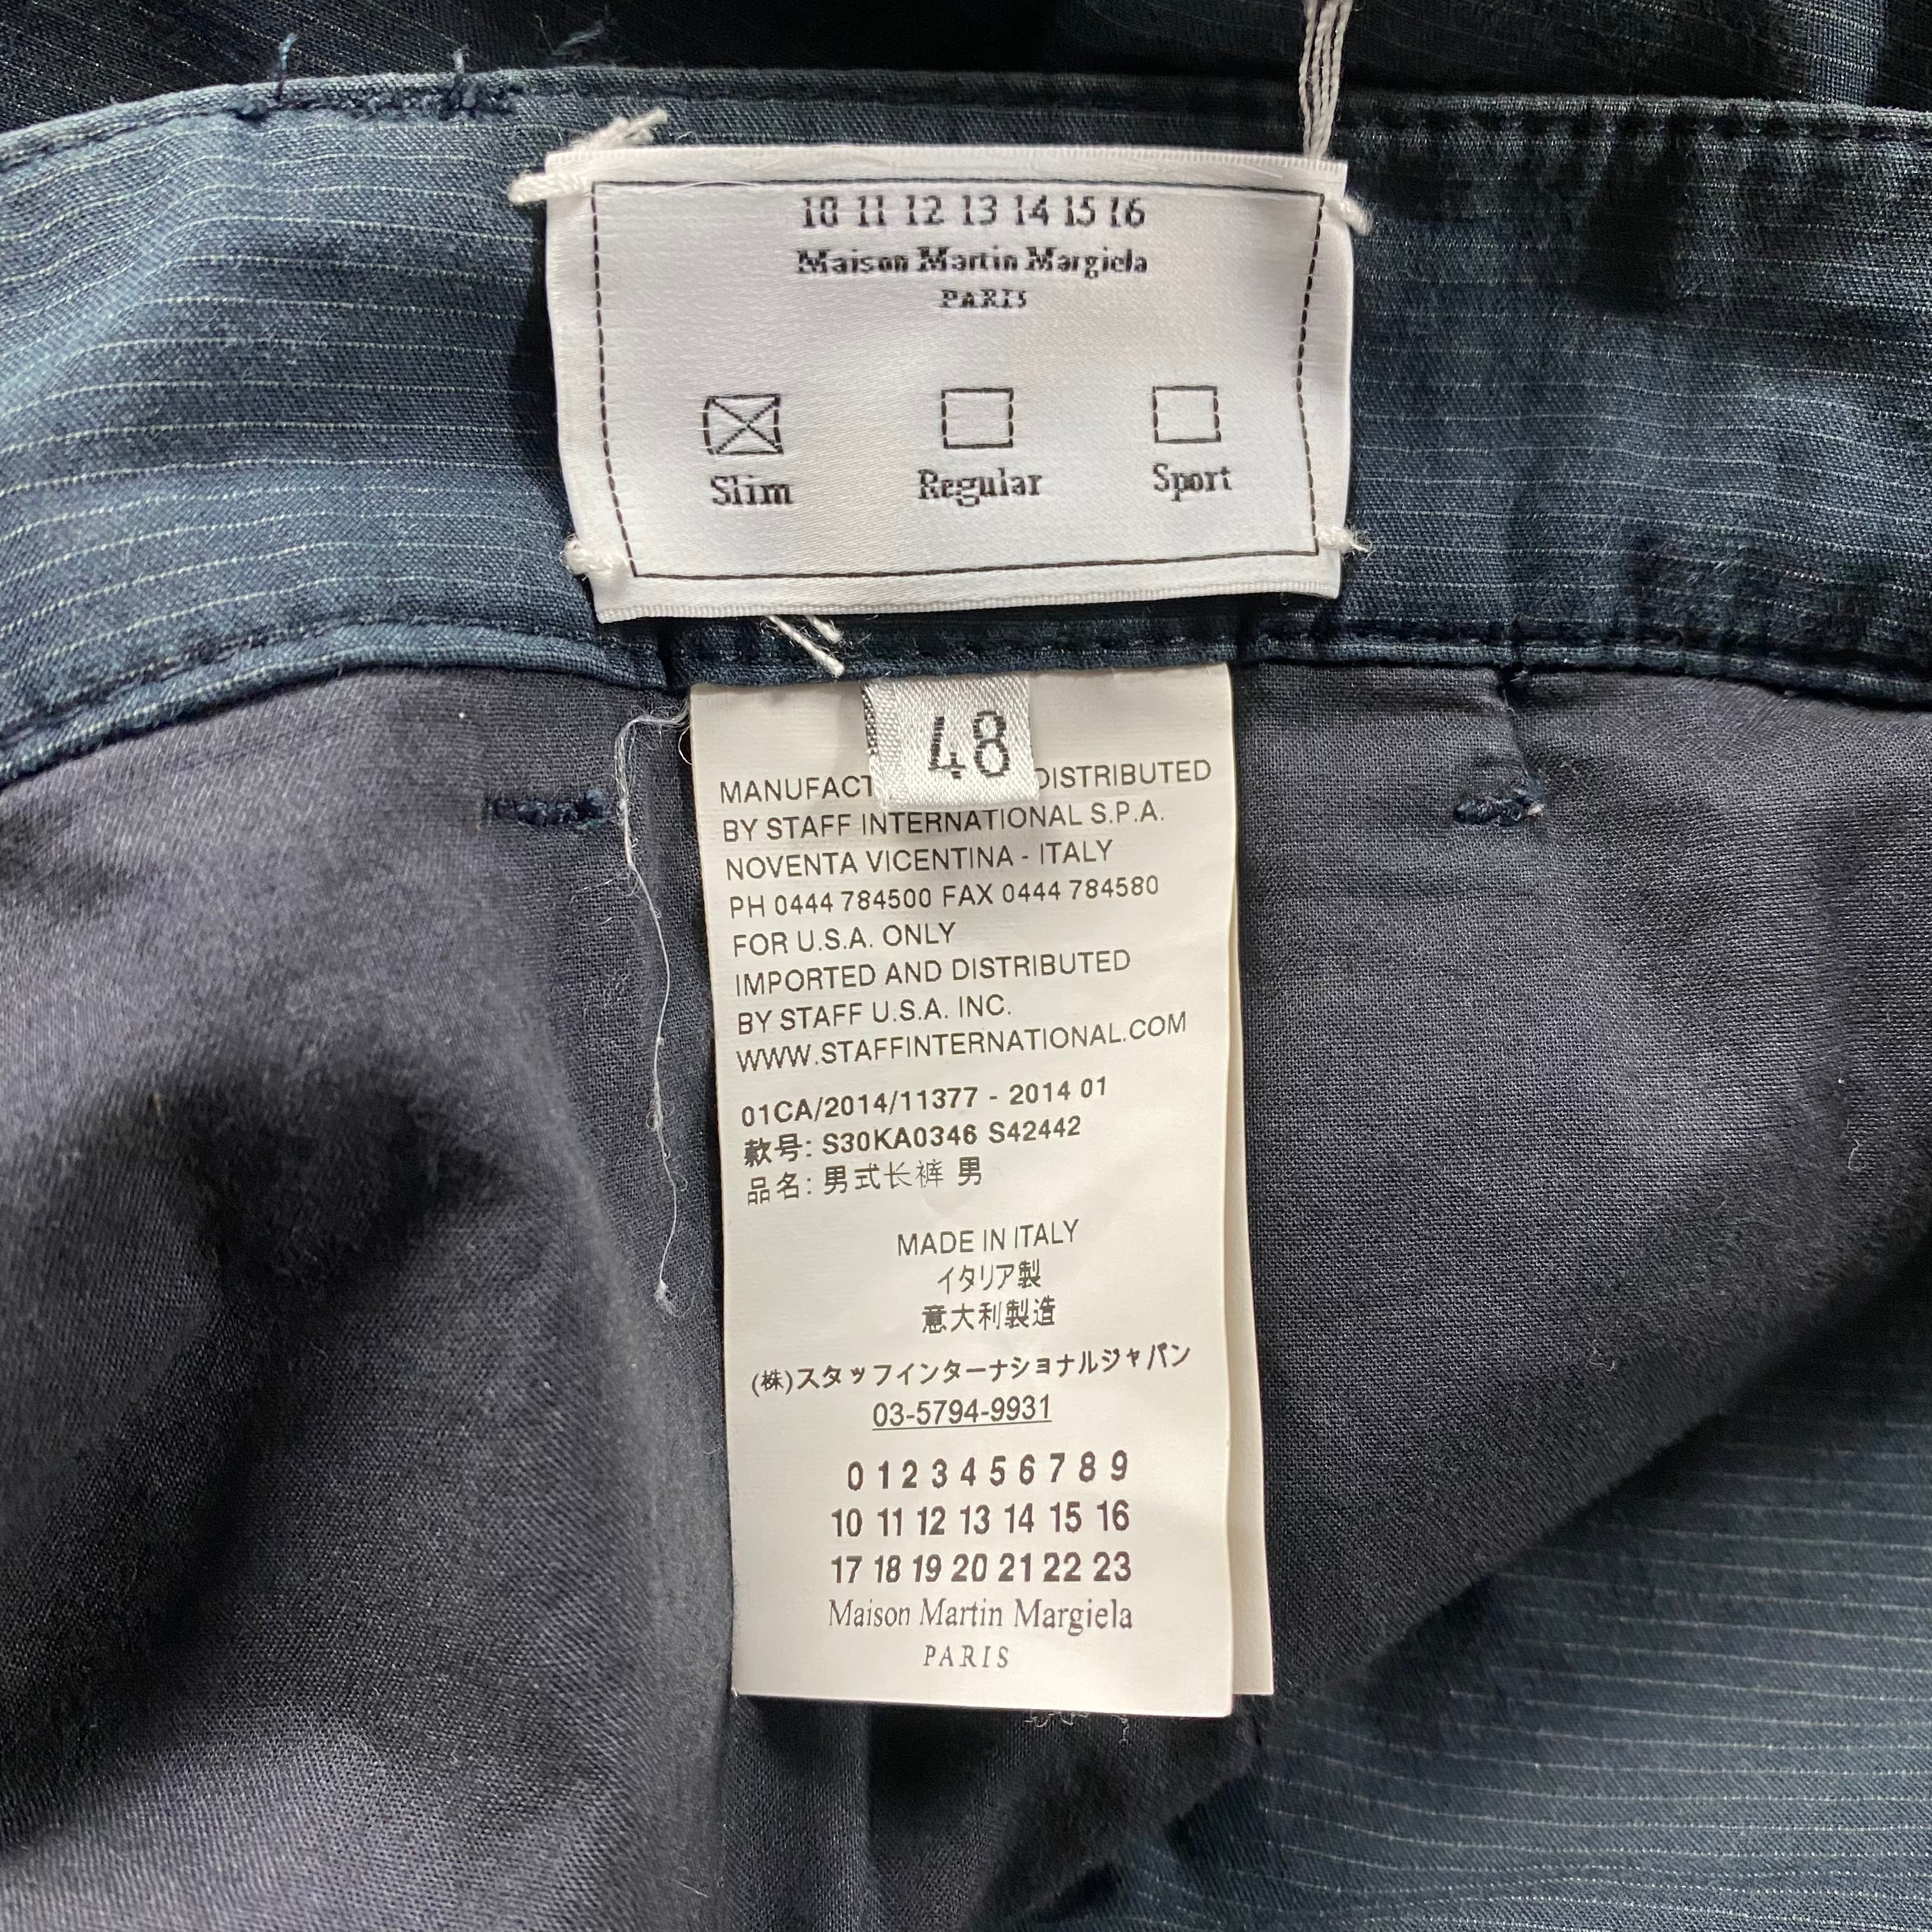 10 11 12 13 14 15 16
Maison Martin Margiela
PARIS
Slim Regular Sport
48
DISTRIBUTED
BY STAFF INTERNATIONAL S.P.A.
NOVENTA VICENTINA - ITALY
PH 0444 784500 FAX 0444 784580
FOR U.S.A. ONLY
IMPORTED AND DISTRIBUTED
BY STAFF U.S.A. INC.
WWW.STAFFINTERNATIONAL.COM
01CA/2014/11377 - 2014 01
款号: S30KA0346 S42442
品名: 男式长裤 男
MADE IN ITALY
イタリア製
意大利製造
(株)スタッフインターナショナルジャパン
03-5794-9931
0 1 2 3 4 5 6 7 8 9
10 11 12 13 14 15 16
17 18 19 20 21 22 23
Maison Martin Margiela
PARIS